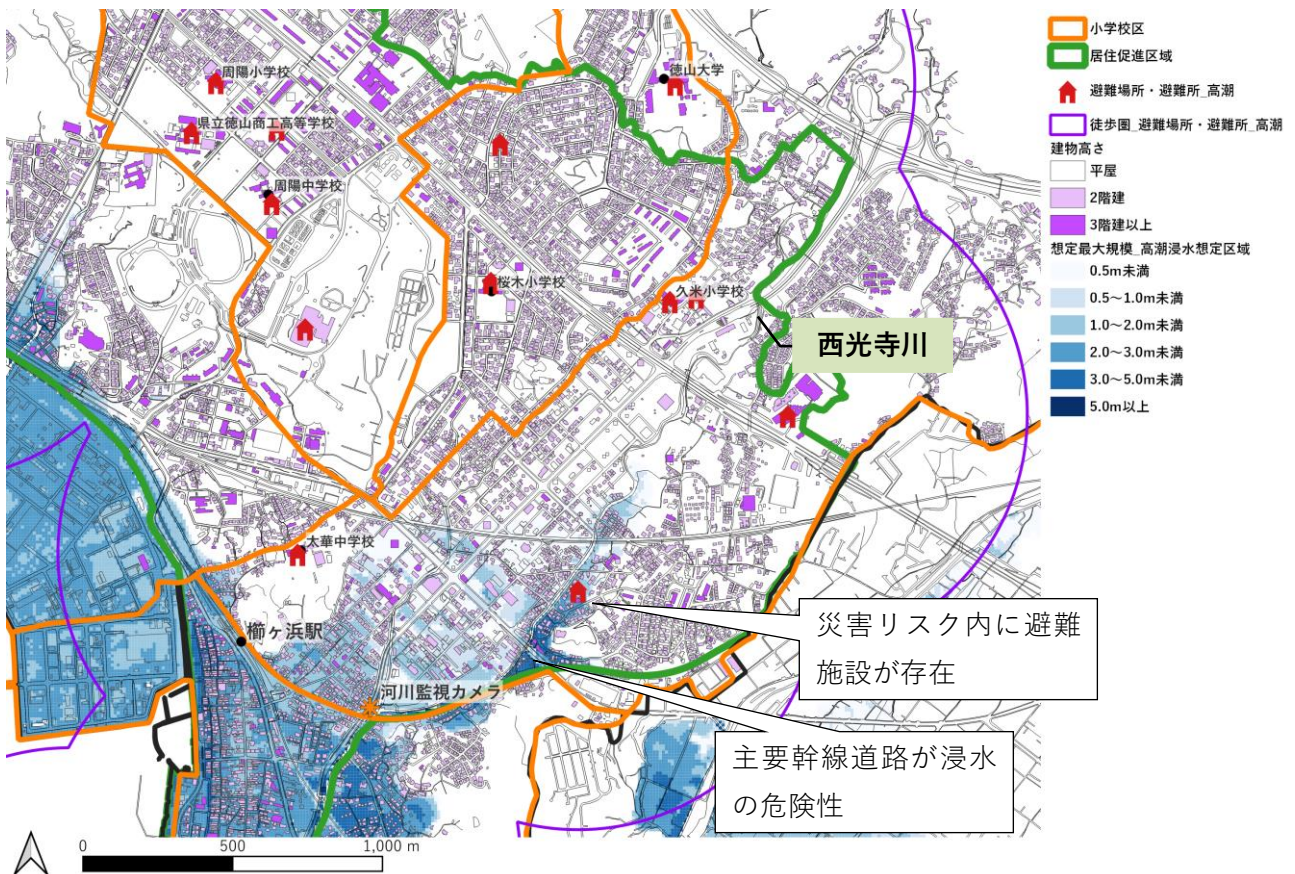 周陽小学校
県立徳山商工高等学校
周陽中学校
徳山大学
桜木小学校
久米小学校
西光寺川
太華中学校
櫛ヶ浜駅
河川監視カメラ
災害リスク内に避難
施設が存在
主要幹線道路が浸水
の危険性
0 500 1,000 m
小学校区
居住促進区域
避難場所・避難所_高潮
徒歩圏_避難場所・避難所_高潮
建物高さ
平屋
2階建
3階建以上
想定最大規模_高潮浸水想定区域
0.5m未満
0.5～1.0m未満
1.0～2.0m未満
2.0～3.0m未満
3.0～5.0m未満
5.0m以上